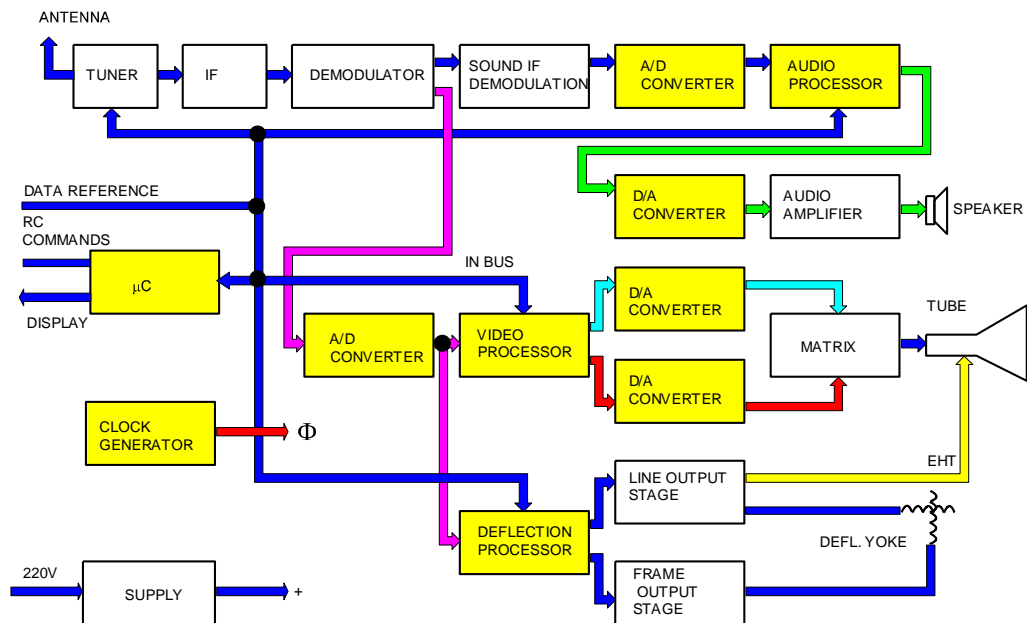 ANTENNA
TUNER
IF
DEMODULATOR
SOUND IF
DEMODULATION
A/D
CONVERTER
AUDIO
PROCESSOR
DATA REFERENCE
RC
COMMANDS
D/A
CONVERTER
AUDIO
AMPLIFIER
SPEAKER
μC
IN BUS
DISPLAY
A/D
CONVERTER
VIDEO
PROCESSOR
D/A
CONVERTER
D/A
CONVERTER
MATRIX
TUBE
CLOCK
GENERATOR
Φ
EHT
LINE OUTPUT
STAGE
DEFLECTION
PROCESSOR
DEFL. YOKE
220V
SUPPLY
+
FRAME
OUTPUT
STAGE